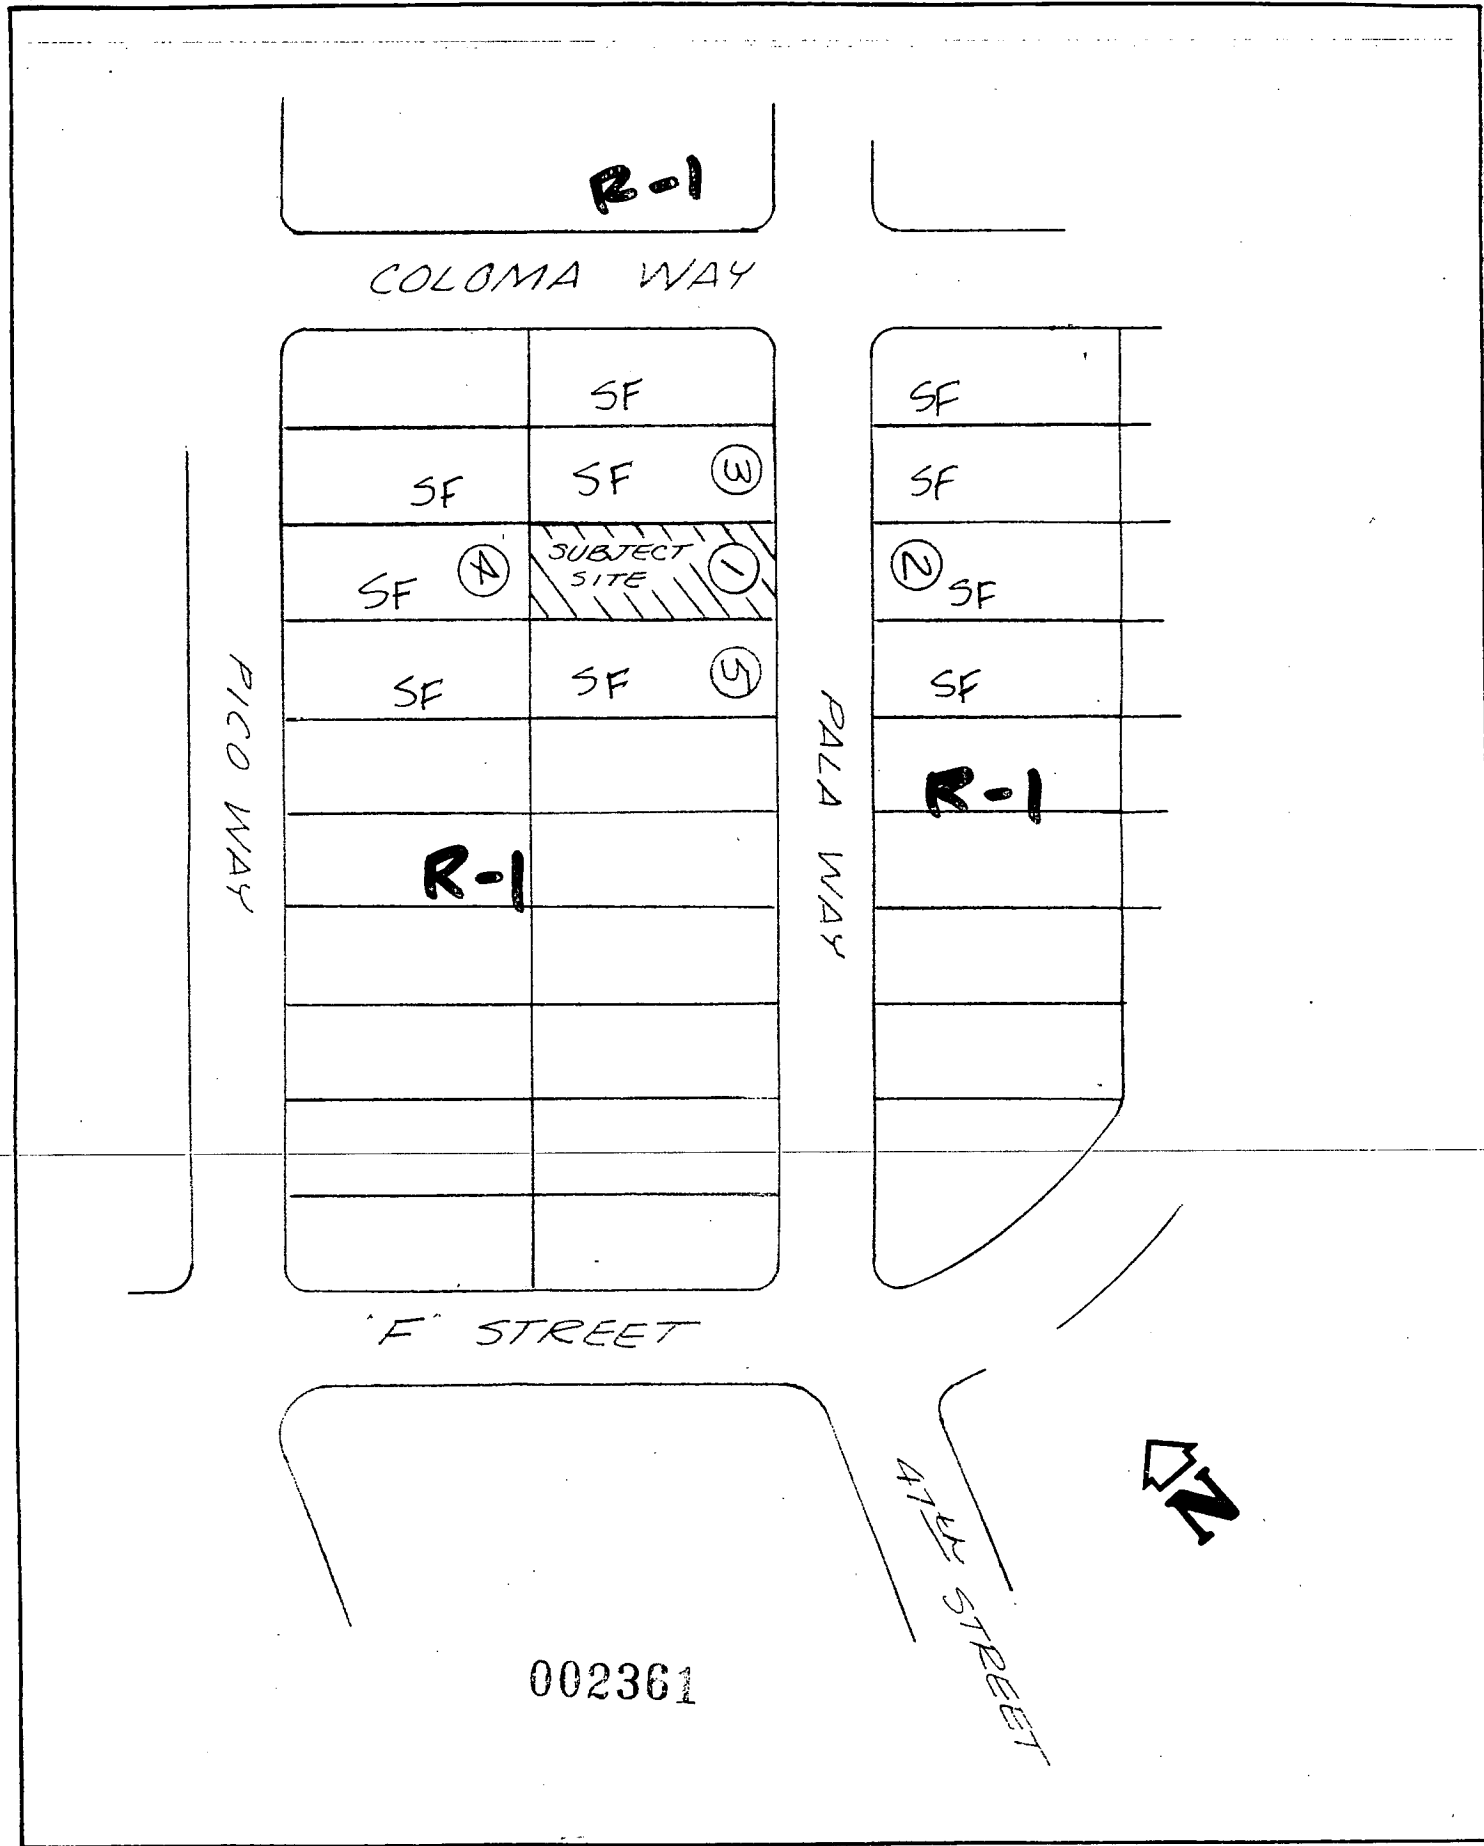 R-1
COLOMA WAY
SF
SF
SF
SF
③
SF
SF
④
SUBJECT
SITE
①
②
SF
SF
SF
⑤
SF
PICO WAY
PALA WAY
R-1
R-1
"F" STREET
47TH STREET
N
002361